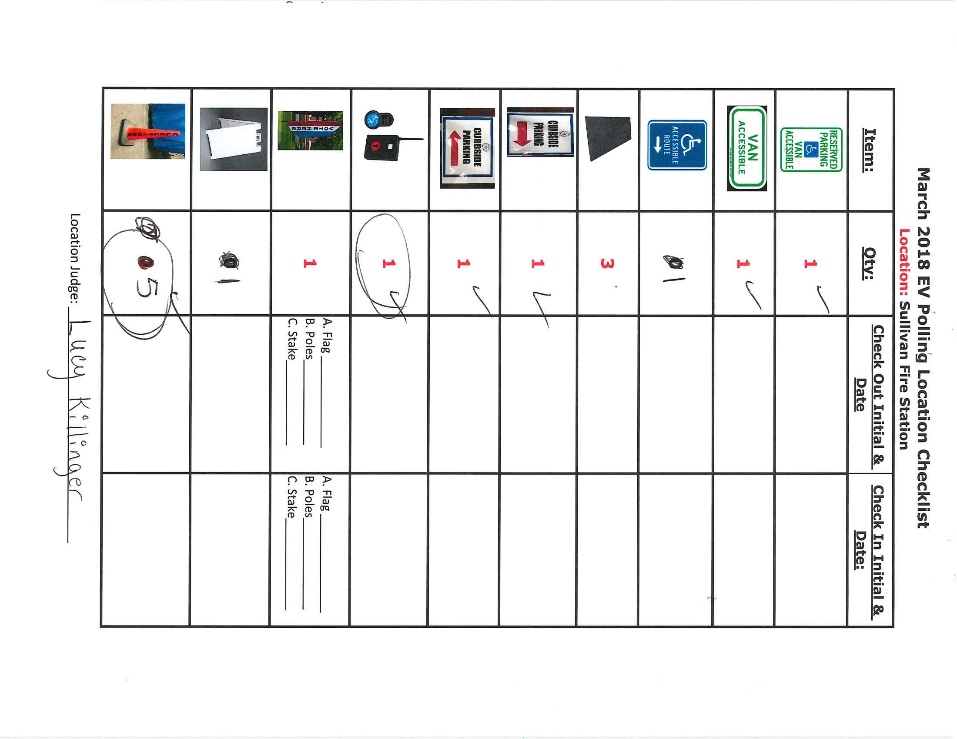 March 2018 EV Polling Location Checklist
Location: Sullivan Fire Station
Item: Qty: Check Out Initial & Date Check In Initial & Date:
RESERVED
PARKING
VAN
ACCESSIBLE
1 ✓
VAN
ACCESSIBLE
1 ✓
ACCESSIBLE
ROUTE
1
3
CURBSIDE
PARKING
1 ✓
CURBSIDE
PARKING
1 ✓
1 ✓
VOTE HERE
1
A. Flag
B. Poles
C. Stake
A. Flag
B. Poles
C. Stake
1
5 ✓
Location Judge: Lucy Killinger